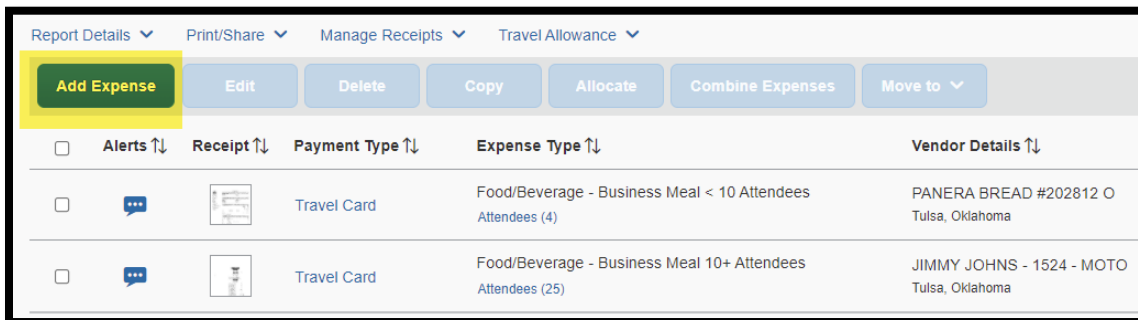 Report Details Print/Share Manage Receipts Travel Allowance
Add Expense Edit Delete Copy Allocate Combine Expenses Move to
Alerts Receipt Payment Type Expense Type Vendor Details
Travel Card Food/Beverage - Business Meal < 10 Attendees PANERA BREAD #202812 O
Attendees (4) Tulsa, Oklahoma
Travel Card Food/Beverage - Business Meal 10+ Attendees JIMMY JOHNS - 1524 - MOTO
Attendees (25) Tulsa, Oklahoma